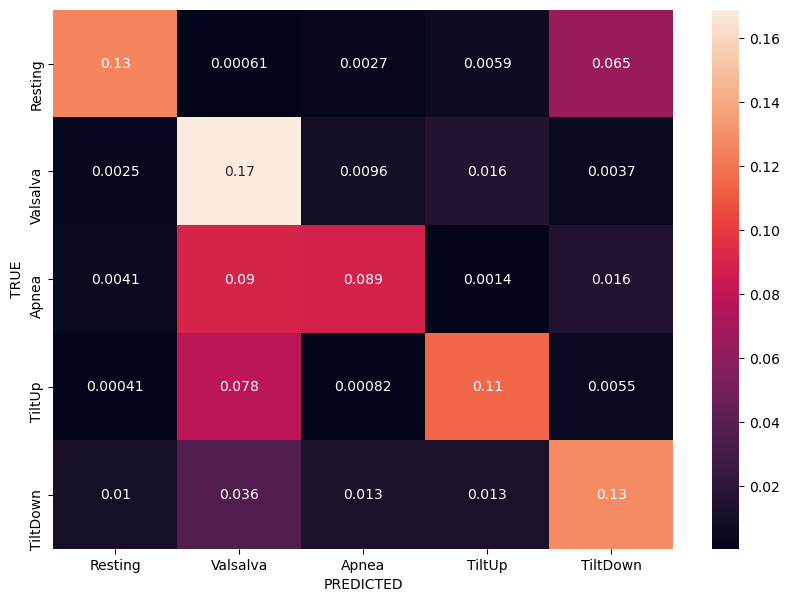 TRUE
Resting
0.13 0.00061 0.0027 0.0059 0.065
Valsalva
0.0025 0.17 0.0096 0.016 0.0037
Apnea
0.0041 0.09 0.089 0.0014 0.016
TiltUp
0.00041 0.078 0.00082 0.11 0.0055
TiltDown
0.01 0.036 0.013 0.013 0.13
Resting Valsalva Apnea TiltUp TiltDown
PREDICTED
0.16
0.14
0.12
0.10
0.08
0.06
0.04
0.02